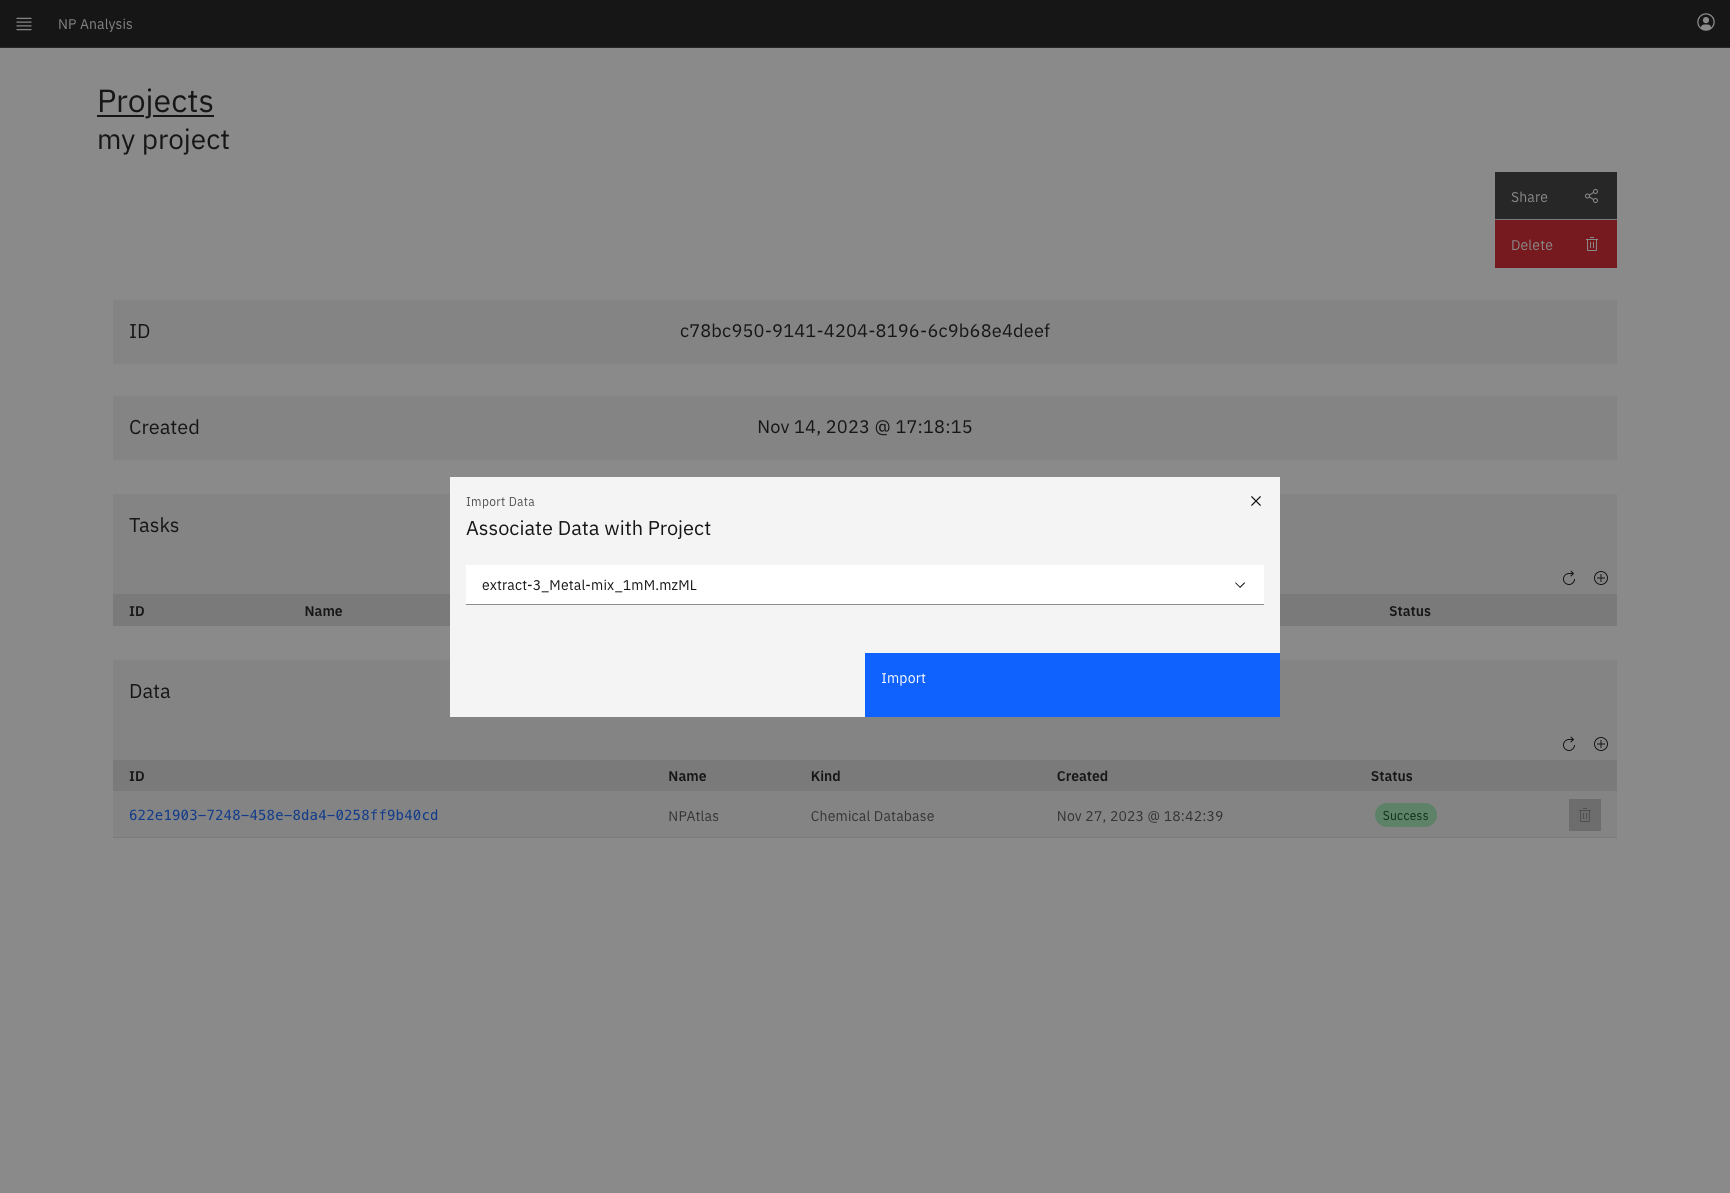 NP Analysis
Projects
my project
Share
Delete
ID c78bc950-9141-4204-8196-6c9b68e4deef
Created Nov 14, 2023 @ 17:18:15
Import Data
Associate Data with Project
extract-3_Metal-mix_1mM.mzML
Import
Tasks
ID Name Status
Data
ID Name Kind Created Status
622e1903-7248-458e-8da4-0258ff9b40cd NPAtlas Chemical Database Nov 27, 2023 @ 18:42:39 Success